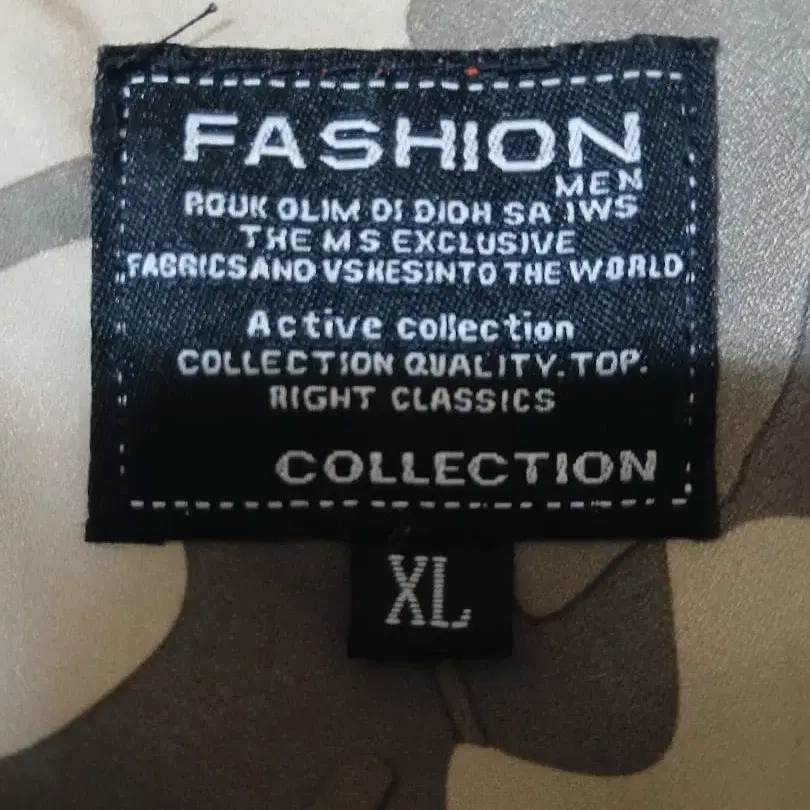 FASHION
MEN
ROUK OLIM DI DIOH SA IWS
THE M S EXCLUSIVE
FABRICSAND VSKESINTO THE WORLD
Active collection
COLLECTION QUALITY.TOP.
RIGHT CLASSICS
COLLECTION
XL